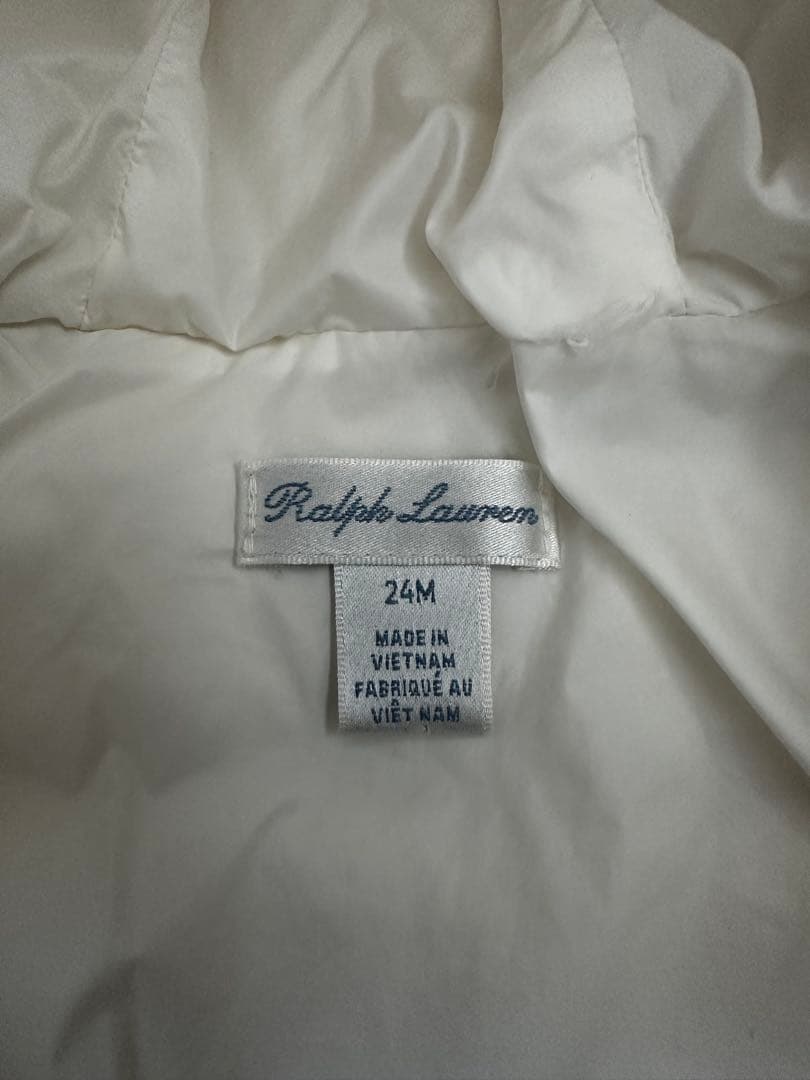 Ralph Lauren
24M
MADE IN
VIETNAM
FABRIQUÉ AU
VIÊT NAM